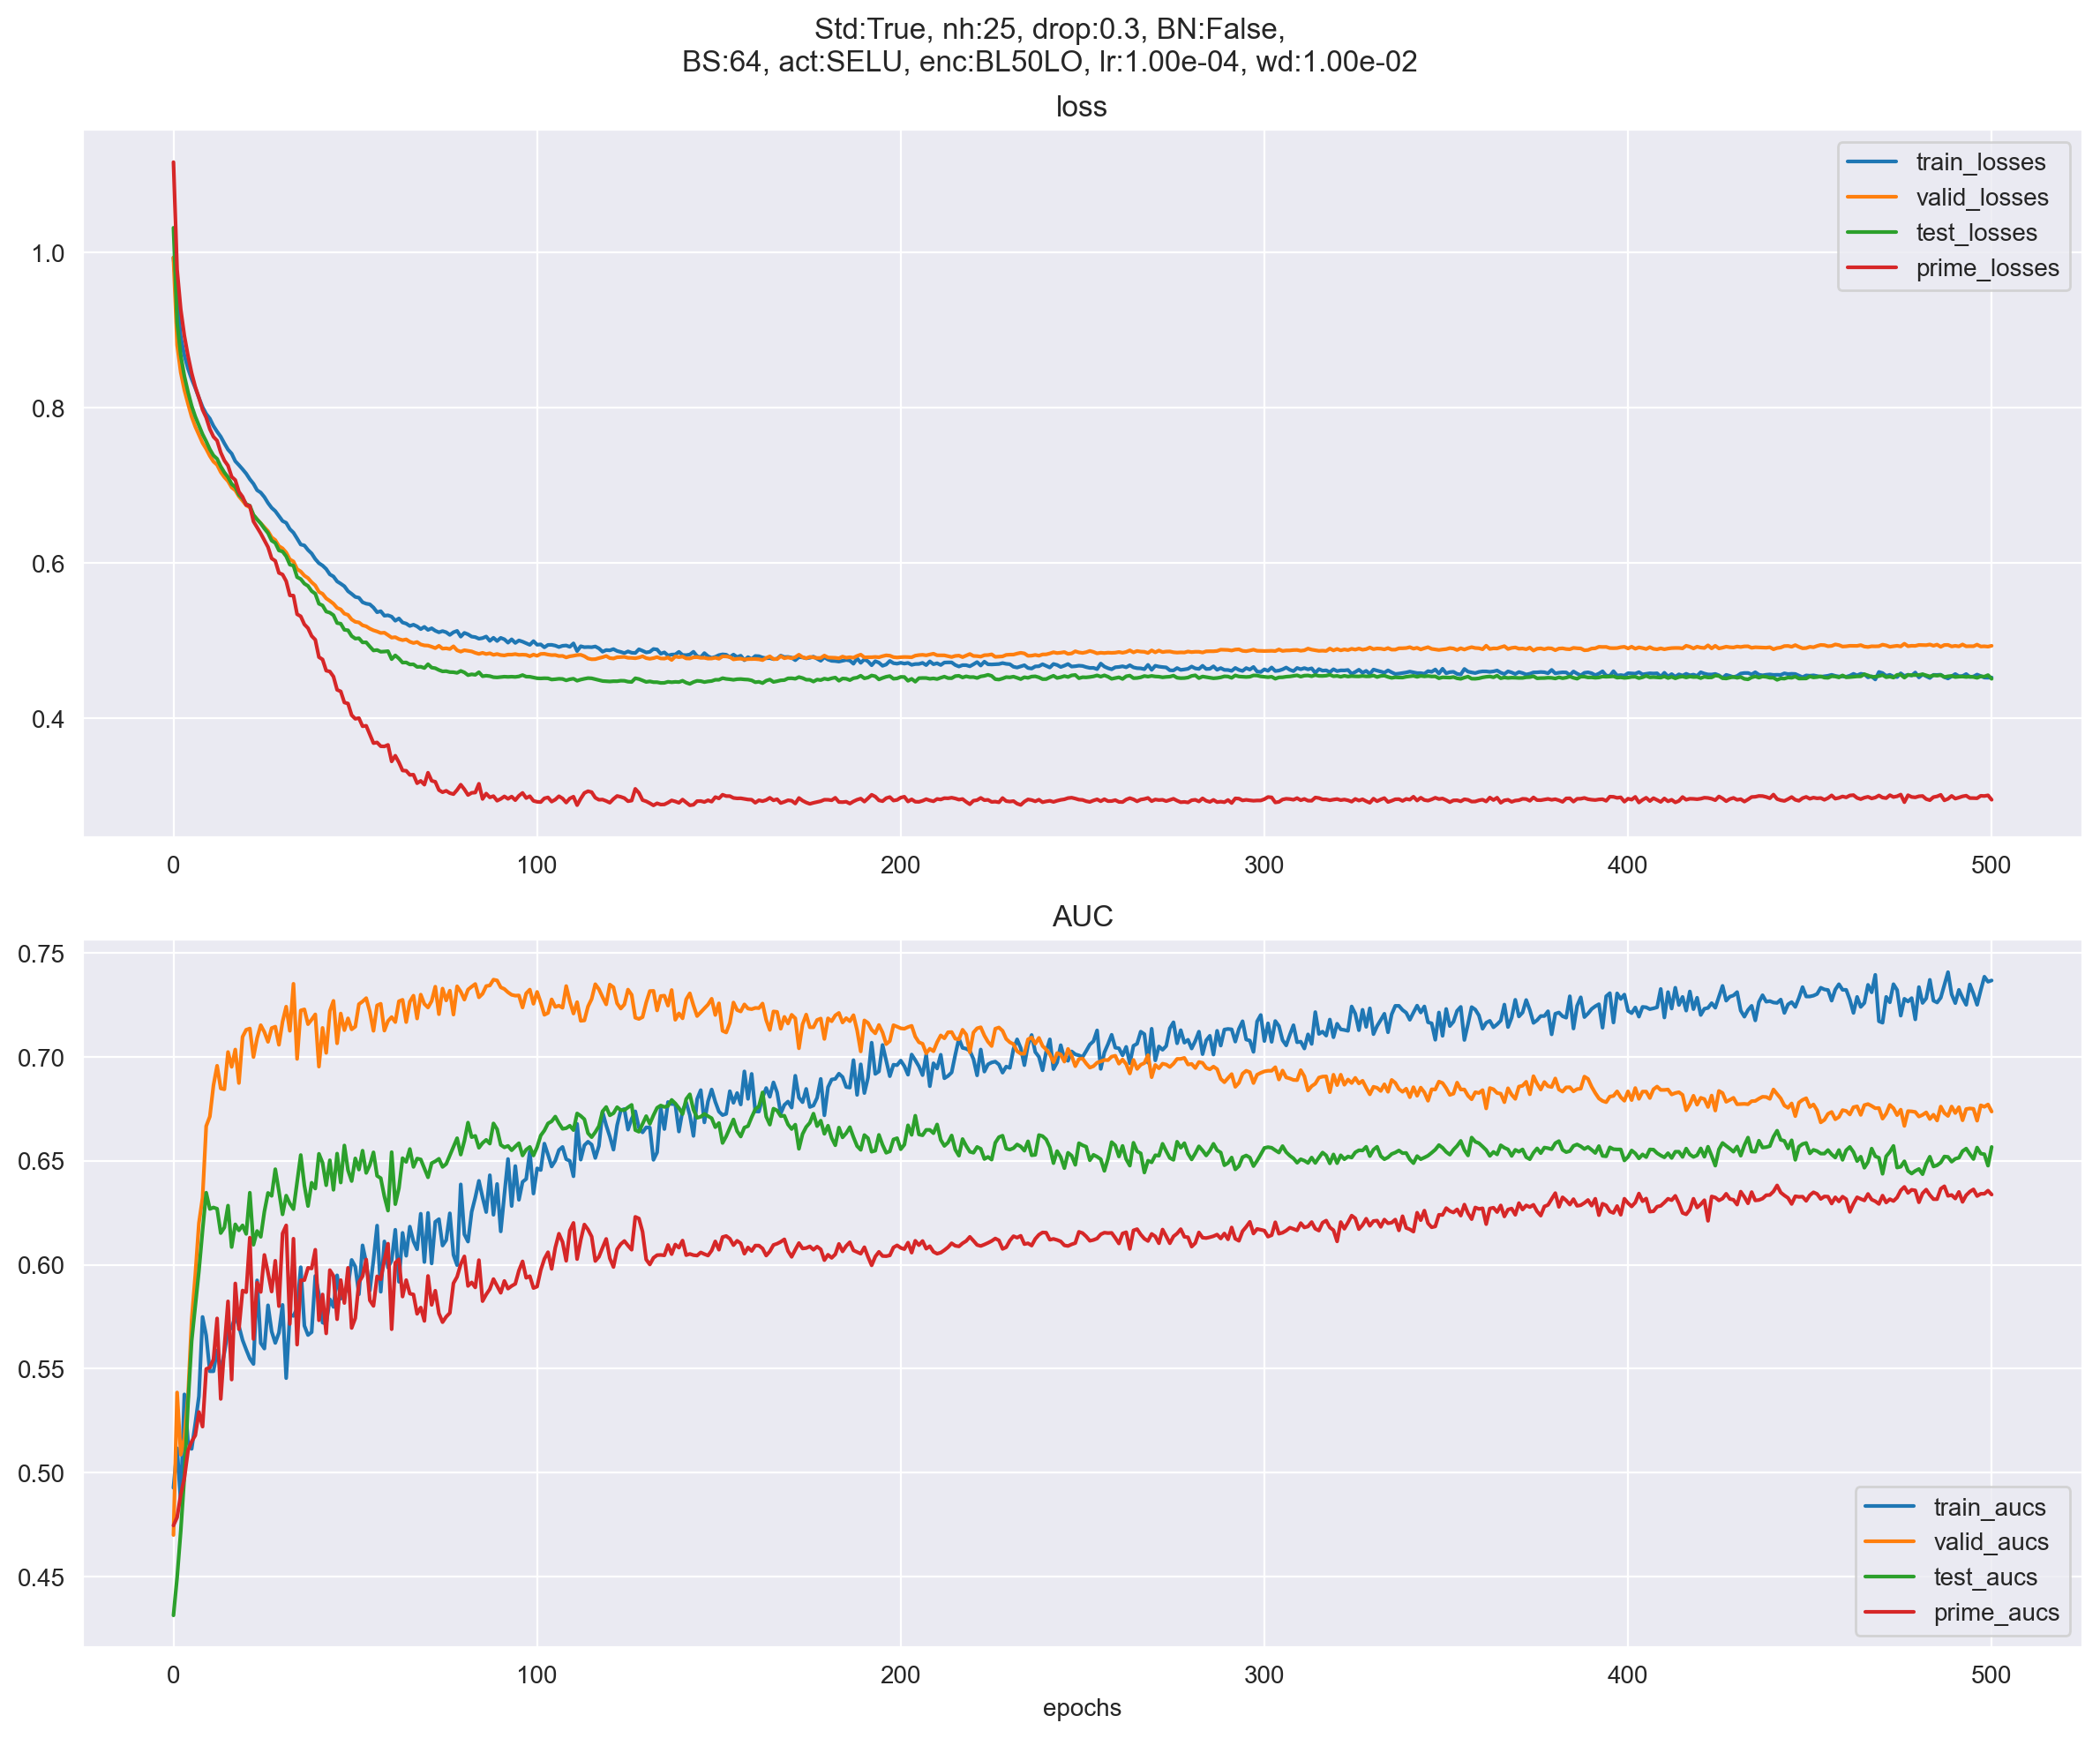 Std:True, nh:25, drop:0.3, BN:False,
BS:64, act:SELU, enc:BL50LO, lr:1.00e-04, wd:1.00e-02
loss
train_losses
valid_losses
test_losses
prime_losses
1.0
0.8
0.6
0.4
0 100 200 300 400 500
AUC
0.75
0.70
0.65
0.60
0.55
0.50
0.45
train_aucs
valid_aucs
test_aucs
prime_aucs
0 100 200 300 400 500
epochs